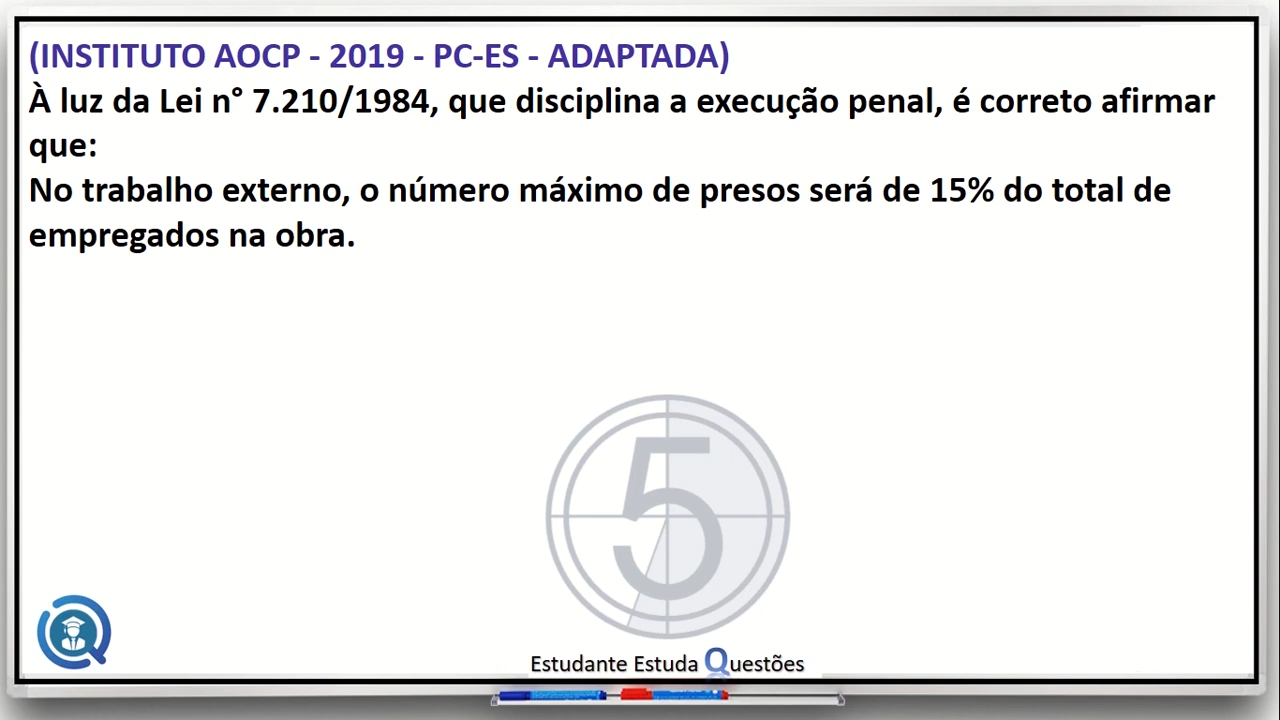 (INSTITUTO AOCP - 2019 - PC-ES - ADAPTADA)
À luz da Lei n° 7.210/1984, que disciplina a execução penal, é correto afirmar
que:
No trabalho externo, o número máximo de presos será de 15% do total de
empregados na obra.
5
Estudante Estuda Questões